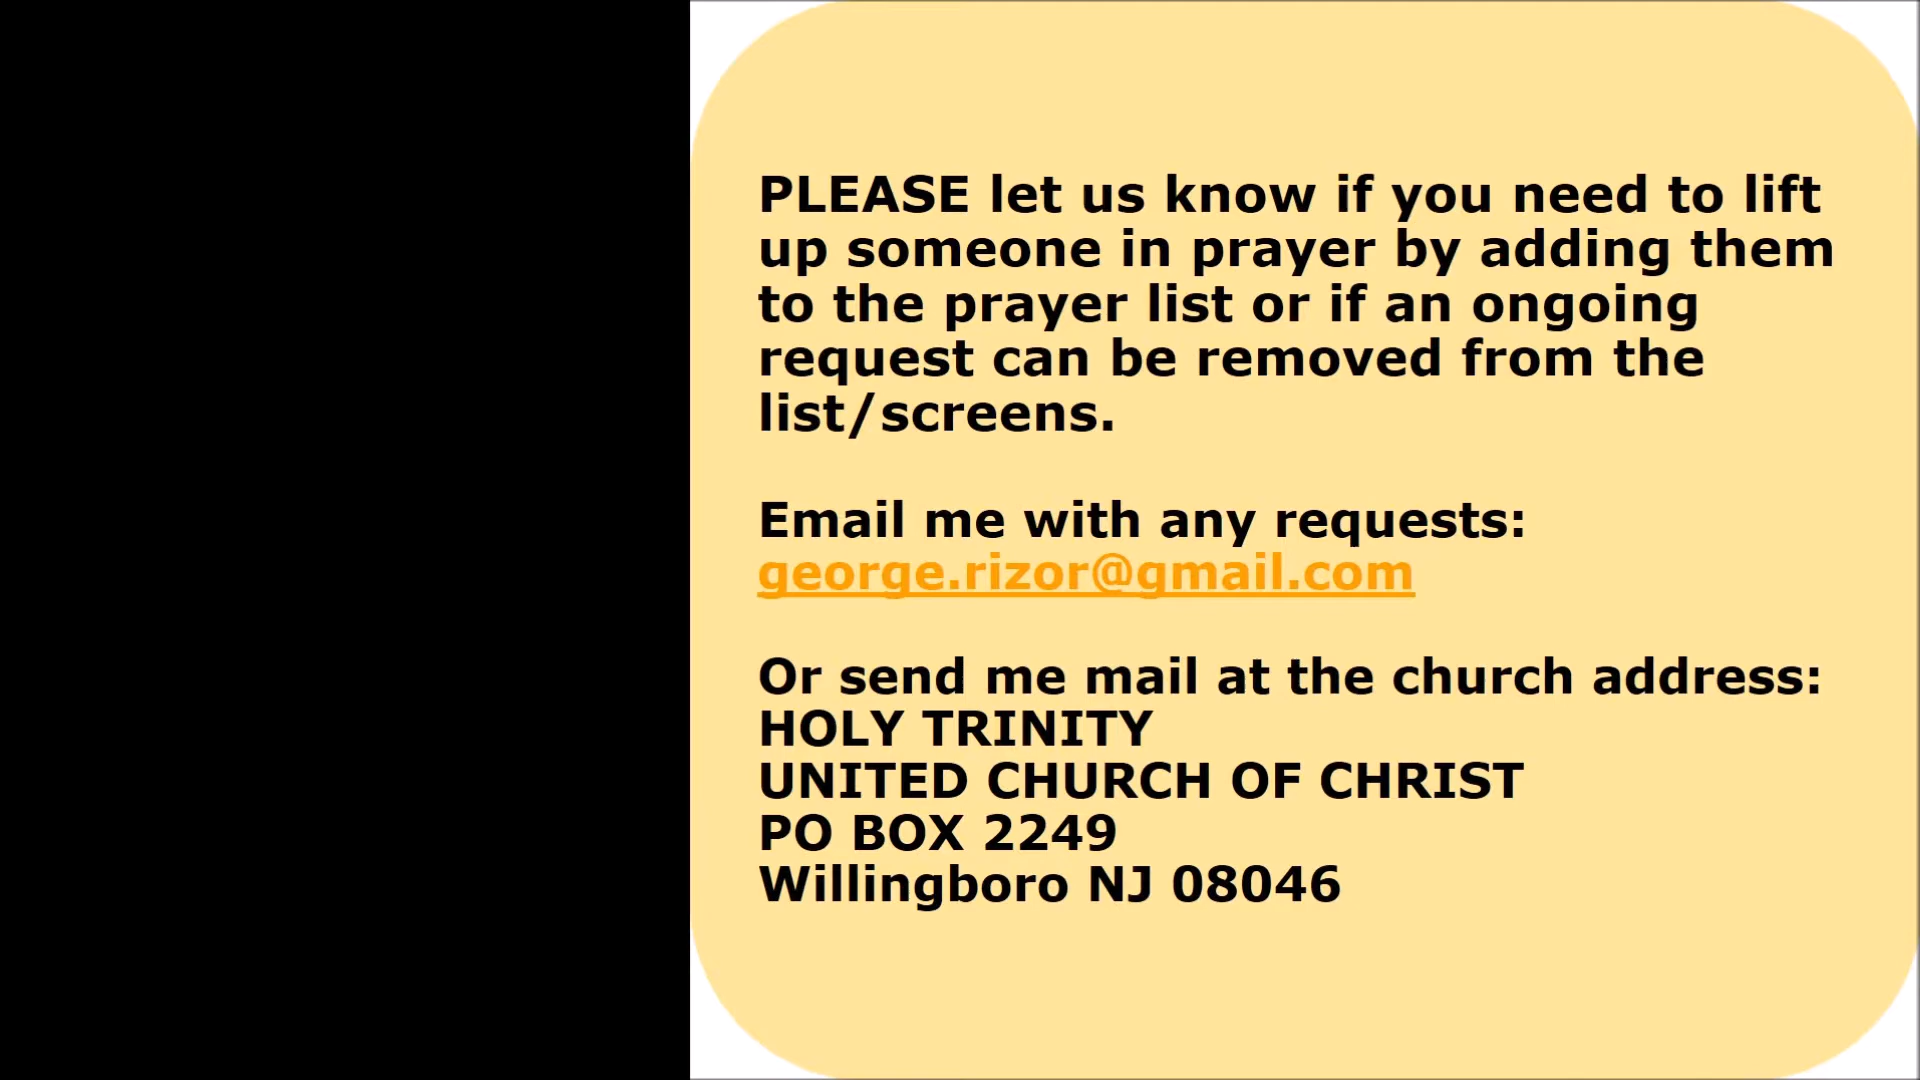 PLEASE let us know if you need to lift
up someone in prayer by adding them
to the prayer list or if an ongoing
request can be removed from the
list/screens.
Email me with any requests:
george.rizor@gmail.com
Or send me mail at the church address:
HOLY TRINITY
UNITED CHURCH OF CHRIST
PO BOX 2249
Willingboro NJ 08046